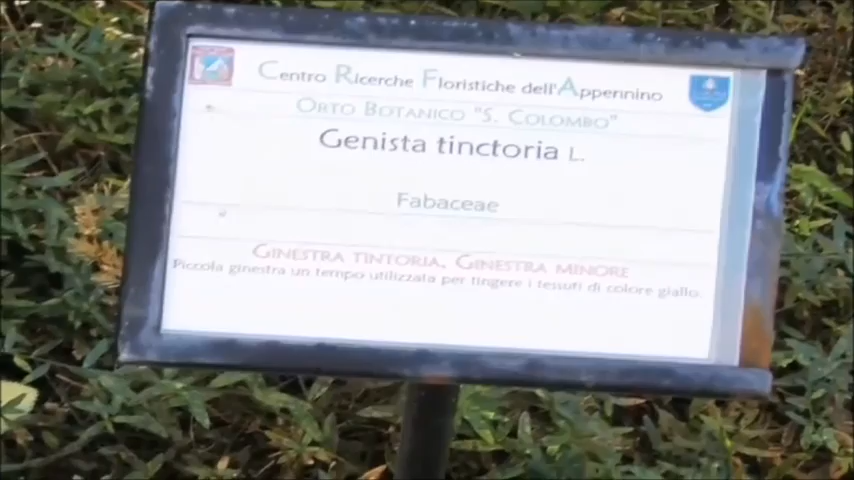 Centro Ricerche Floristiche dell'Appennino
Orto Botanico "S. Colombo"
Genista tinctoria L.
Fabaceae
Ginestra tintoria, Ginestra minore
Piccola ginestra un tempo utilizzata per tingere i tessuti di colore giallo.